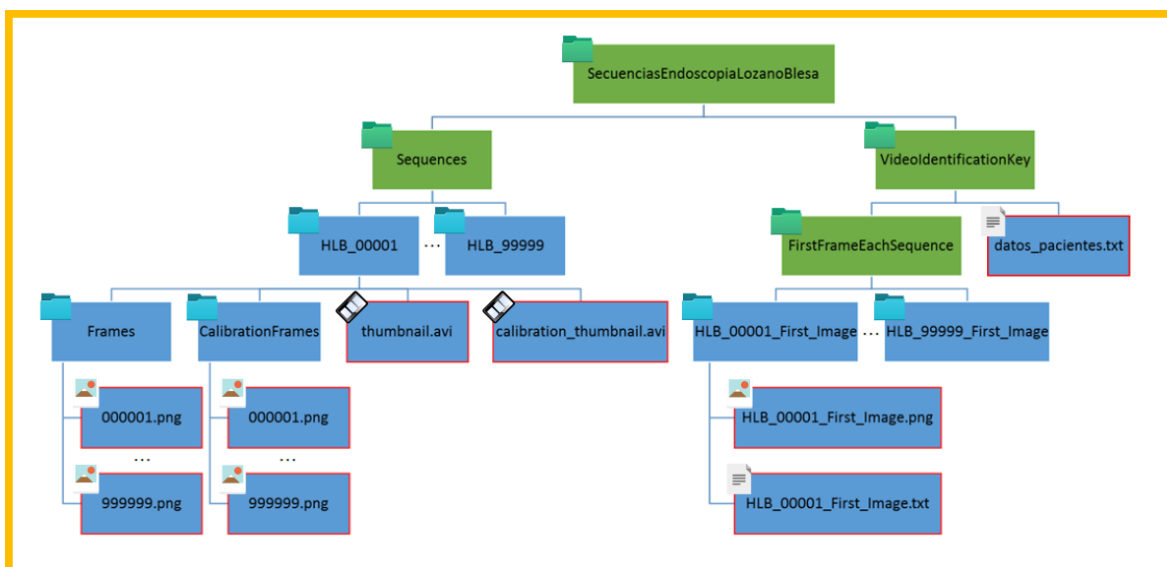 SecuenciasEndoscopiaLozanoBlesa
Sequences
VideoIdentificationKey
HLB_00001
...
HLB_99999
FirstFrameEachSequence
datos_pacientes.txt
Frames
CalibrationFrames
thumbnail.avi
calibration_thumbnail.avi
HLB_00001_First_Image
...
HLB_99999_First_Image
000001.png
000001.png
HLB_00001_First_Image.png
...
...
999999.png
999999.png
HLB_00001_First_Image.txt